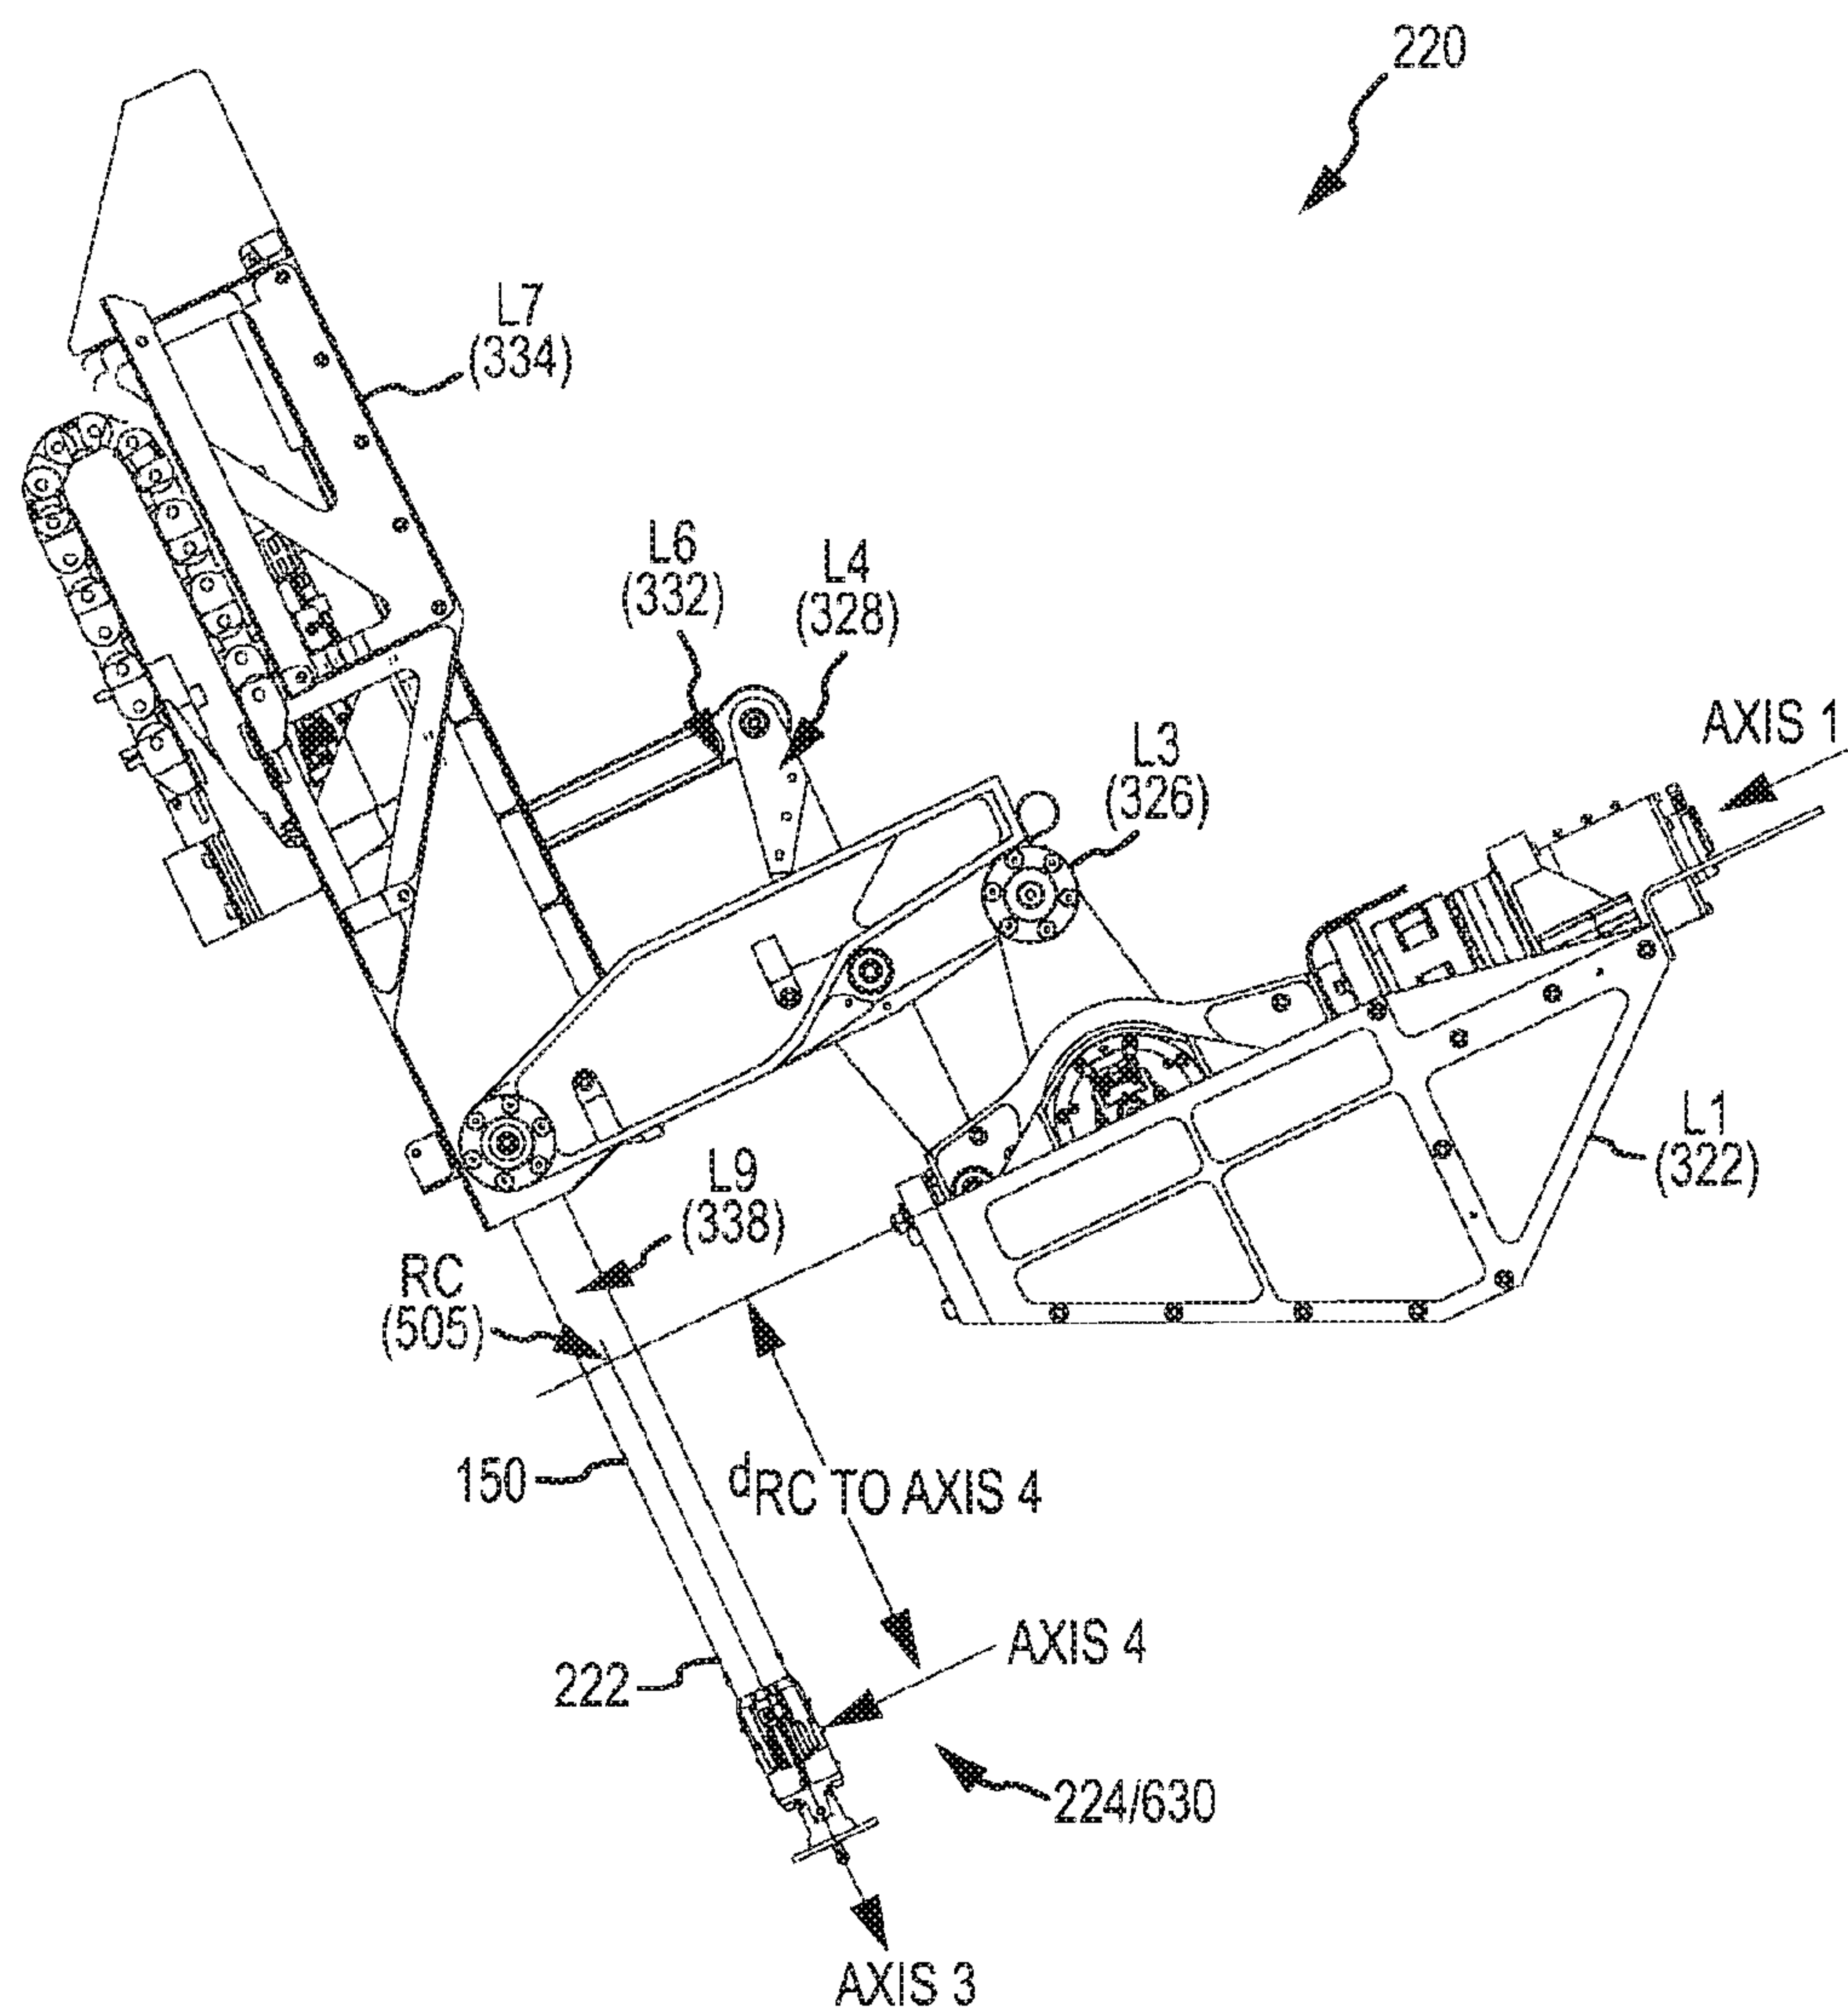 220
L7
(334)
L6
(332)
L4
(328)
L3
(326)
AXIS 1
L1
(322)
L9
(338)
RC
(505)
150
dRC TO AXIS 4
222
AXIS 4
224/630
AXIS 3